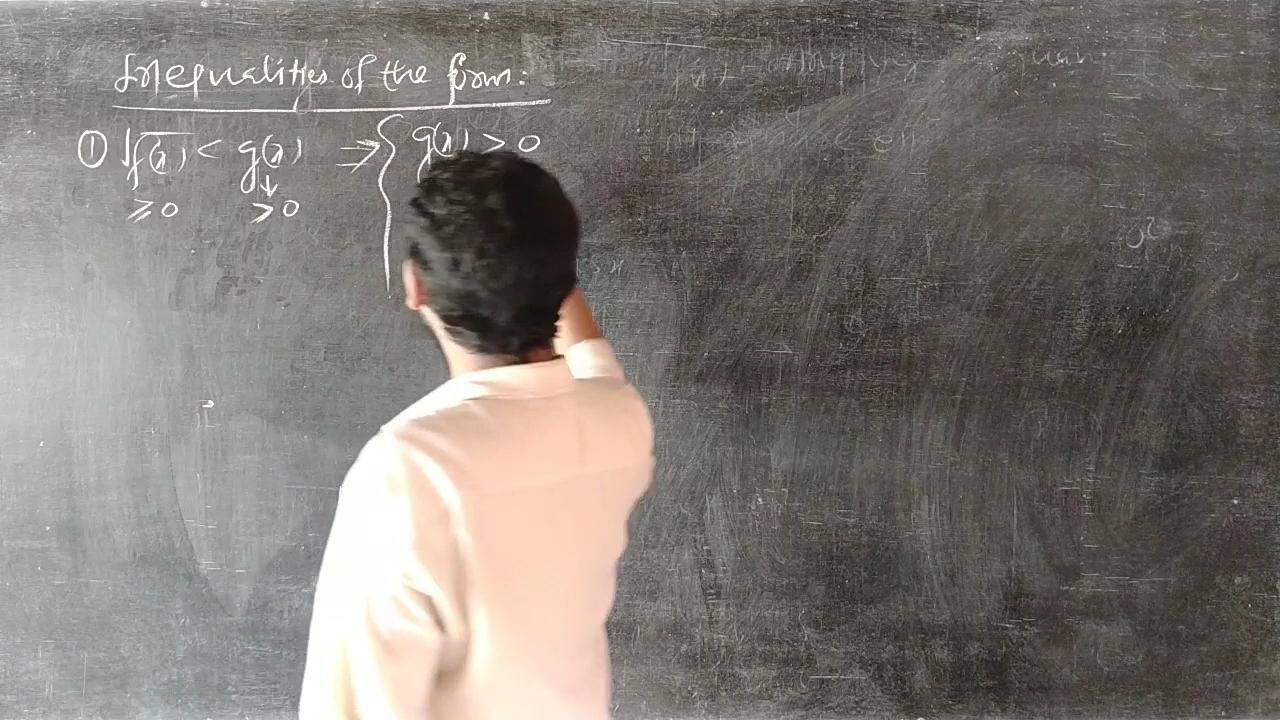 Inequalities of the form:
① √f(x) < g(x) ⇒ { g(x) > 0
≥ 0 ↓ > 0